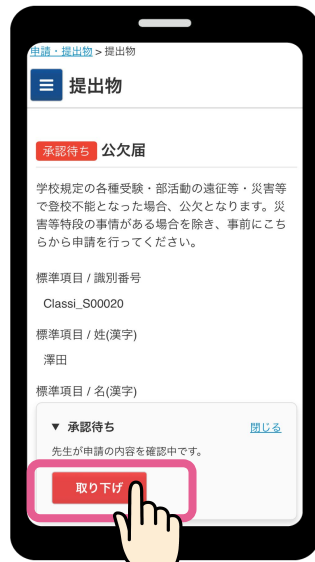 申請・提出物 > 提出物
提出物
承認待ち 公欠届
学校規定の各種受験・部活動の遠征等・災害等
で登校不能となった場合、公欠となります。災
害等特段の事情がある場合を除き、事前にこち
らから申請を行ってください。
標準項目 / 識別番号
Classi_S00020
標準項目 / 姓(漢字)
澤田
標準項目 / 名(漢字)
▼ 承認待ち 閉じる
先生が申請の内容を確認中です。
取り下げ